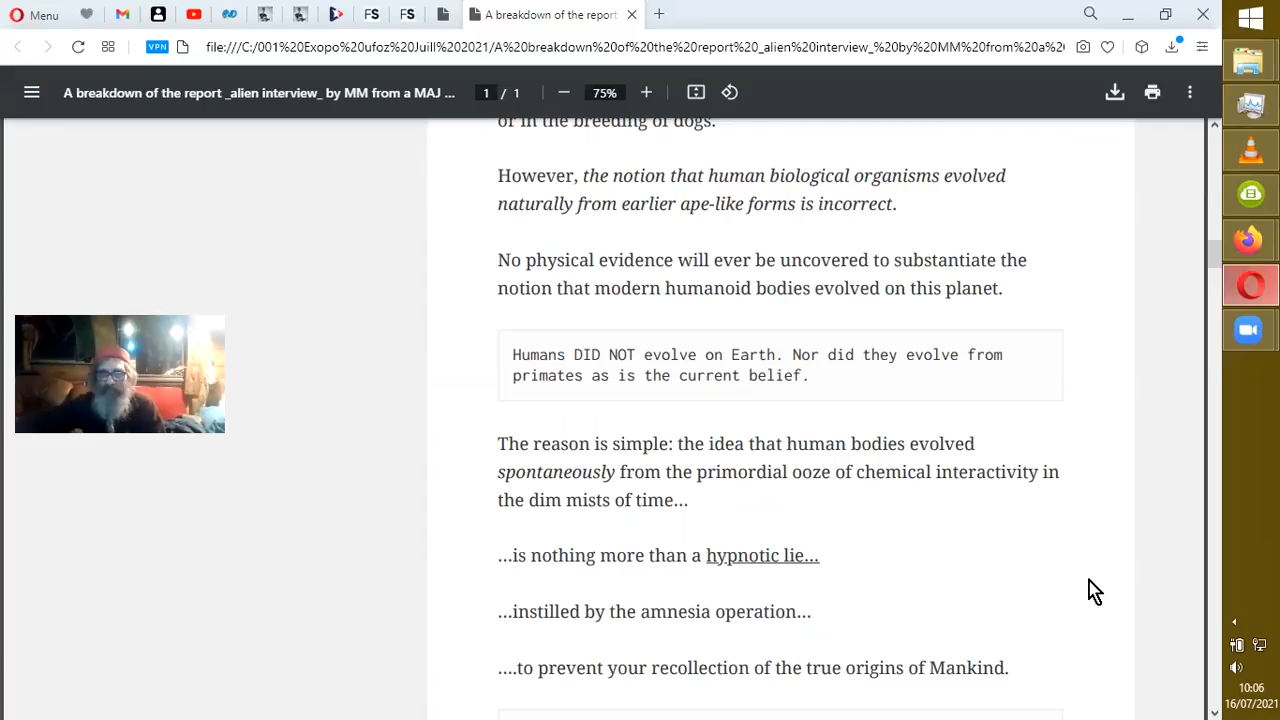 Menu
FS
FS
A breakdown of the report
VPN
file:///C:/001%20Exopo%20ufoz%20Juill%202021/A%20breakdown%20of%20the%20report%20_alien%20interview_%20by%20MM%20from%20a%2
A breakdown of the report _alien interview_ by MM from a MAJ ...
1 / 1
75%
or in the breeding of dogs.
However, the notion that human biological organisms evolved
naturally from earlier ape-like forms is incorrect.
No physical evidence will ever be uncovered to substantiate the
notion that modern humanoid bodies evolved on this planet.
Humans DID NOT evolve on Earth. Nor did they evolve from
primates as is the current belief.
The reason is simple: the idea that human bodies evolved
spontaneously from the primordial ooze of chemical interactivity in
the dim mists of time…
…is nothing more than a hypnotic lie…
…instilled by the amnesia operation…
….to prevent your recollection of the true origins of Mankind.
10:06
16/07/2021